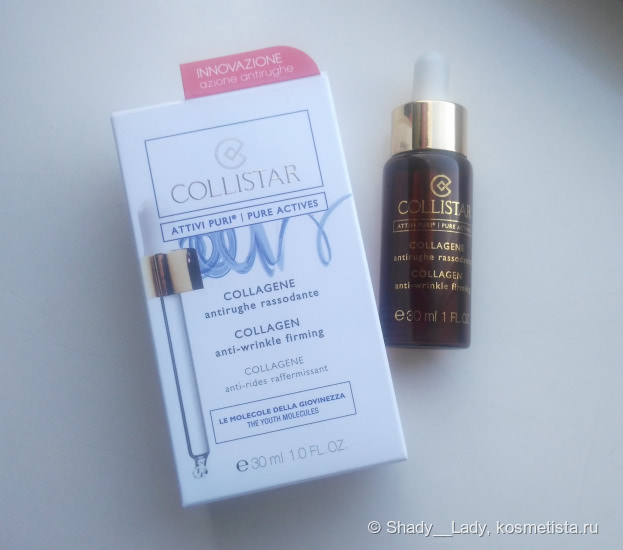 INNOVAZIONE
azione antirughe
COLLISTAR
ATTIVI PURI® | PURE ACTIVES
COLLAGENE
antirughe rassodante
COLLAGEN
anti-wrinkle firming
COLLAGENE
anti-rides raffermissant
LE MOLECOLE DELLA GIOVINEZZA
THE YOUTH MOLECULES
e 30 ml 1.0 FL.OZ.
COLLISTAR
ATTIVI PURI® | PURE ACTIVES
COLLAGENE
antirughe rassodante
COLLAGEN
anti-wrinkle firming
e 30 ml 1 FL.OZ.
© Shady__Lady, kosmetista.ru